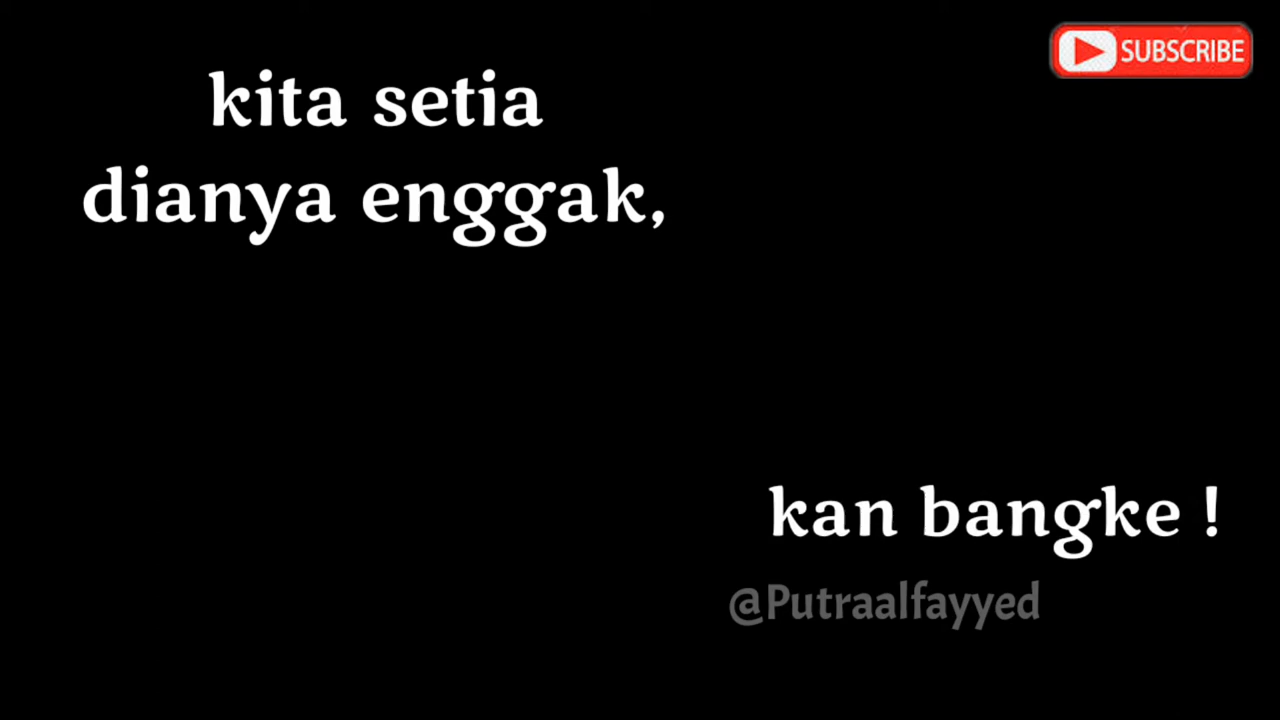 SUBSCRIBE
kita setia
dianya enggak,
kan bangke !
@Putraalfayyed